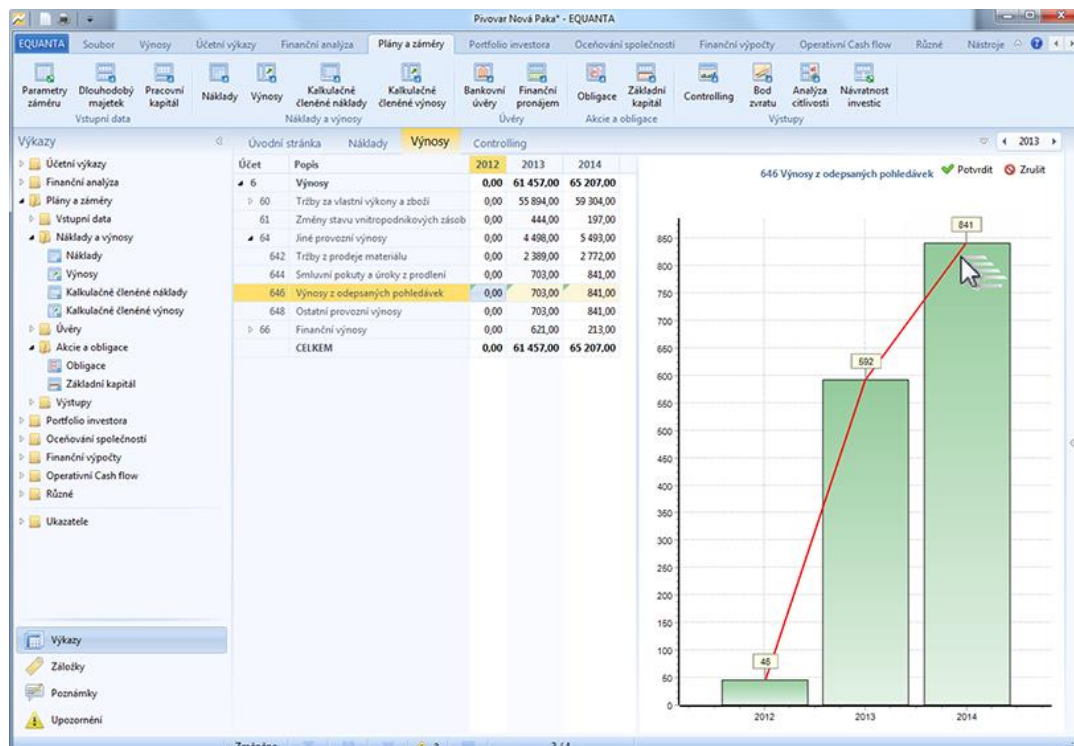 Pivovar Nová Paka* - EQUANTA
EQUANTA Soubor Výnosy Účetní výkazy Finanční analýza Plány a záměry Portfolio investora Oceňování společnosti Finanční výpočty Operativní Cash flow Různé Nástroje
Parametry záměru
Dlouhodobý majetek
Pracovní kapitál
Náklady
Výnosy
Kalkulačně členěné náklady
Kalkulačně členěné výnosy
Bankovní úvěry
Finanční pronájem
Obligace
Základní kapitál
Controlling
Bod zvratu
Analýza citlivosti
Návratnost investic
Vstupní data Náklady a výnosy Úvěry Akcie a obligace Výstupy
Výkazy
Účetní výkazy
Finanční analýza
Plány a záměry
Vstupní data
Náklady a výnosy
Náklady
Výnosy
Kalkulačně členěné náklady
Kalkulačně členěné výnosy
Úvěry
Akcie a obligace
Obligace
Základní kapitál
Výstupy
Portfolio investora
Oceňování společnosti
Finanční výpočty
Operativní Cash flow
Různé
Ukazatele
Výkazy
Záložky
Poznámky
Upozornění
Úvodní stránka Náklady Výnosy Controlling
2013
Účet Popis 2012 2013 2014
6 Výnosy 0,00 61 457,00 65 207,00
60 Tržby za vlastní výkony a zboží 0,00 55 894,00 59 304,00
61 Změny stavu vnitropodnikových zásob 0,00 444,00 197,00
64 Jiné provozní výnosy 0,00 4 498,00 5 493,00
642 Tržby z prodeje materiálu 0,00 2 389,00 2 772,00
644 Smluvní pokuty a úroky z prodlení 0,00 703,00 841,00
646 Výnosy z odepsaných pohledávek 0,00 703,00 841,00
648 Ostatní provozní výnosy 0,00 703,00 841,00
66 Finanční výnosy 0,00 621,00 213,00
CELKEM 0,00 61 457,00 65 207,00
646 Výnosy z odepsaných pohledávek Potvrdit Zrušit
841
850
800
750
700
650
592
600
550
500
450
400
350
300
250
200
150
100
46
50
0
2012 2013 2014